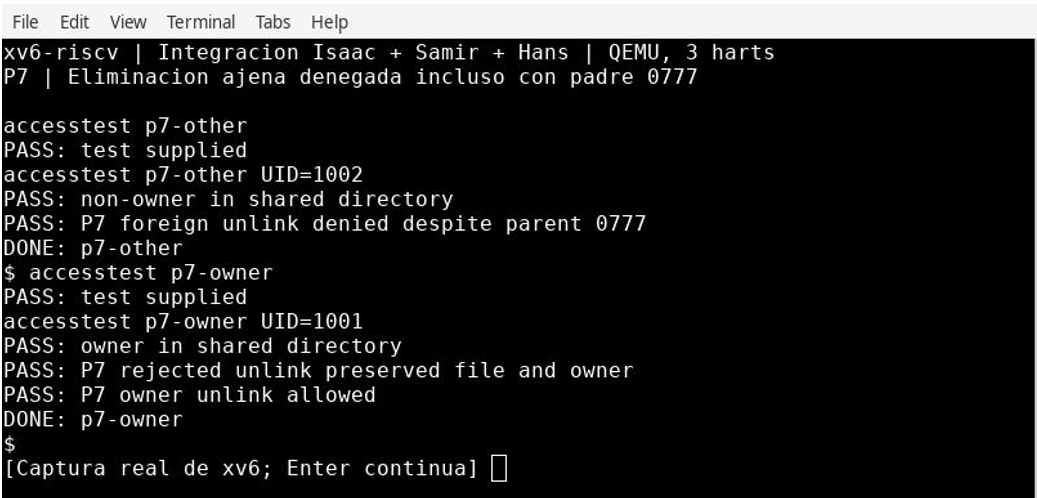 File Edit View Terminal Tabs Help
xv6-riscv | Integracion Isaac + Samir + Hans | QEMU, 3 harts
P7 | Eliminacion ajena denegada incluso con padre 0777
accesstest p7-other
PASS: test supplied
accesstest p7-other UID=1002
PASS: non-owner in shared directory
PASS: P7 foreign unlink denied despite parent 0777
DONE: p7-other
$ accesstest p7-owner
PASS: test supplied
accesstest p7-owner UID=1001
PASS: owner in shared directory
PASS: P7 rejected unlink preserved file and owner
PASS: P7 owner unlink allowed
DONE: p7-owner
$
[Captura real de xv6; Enter continua]